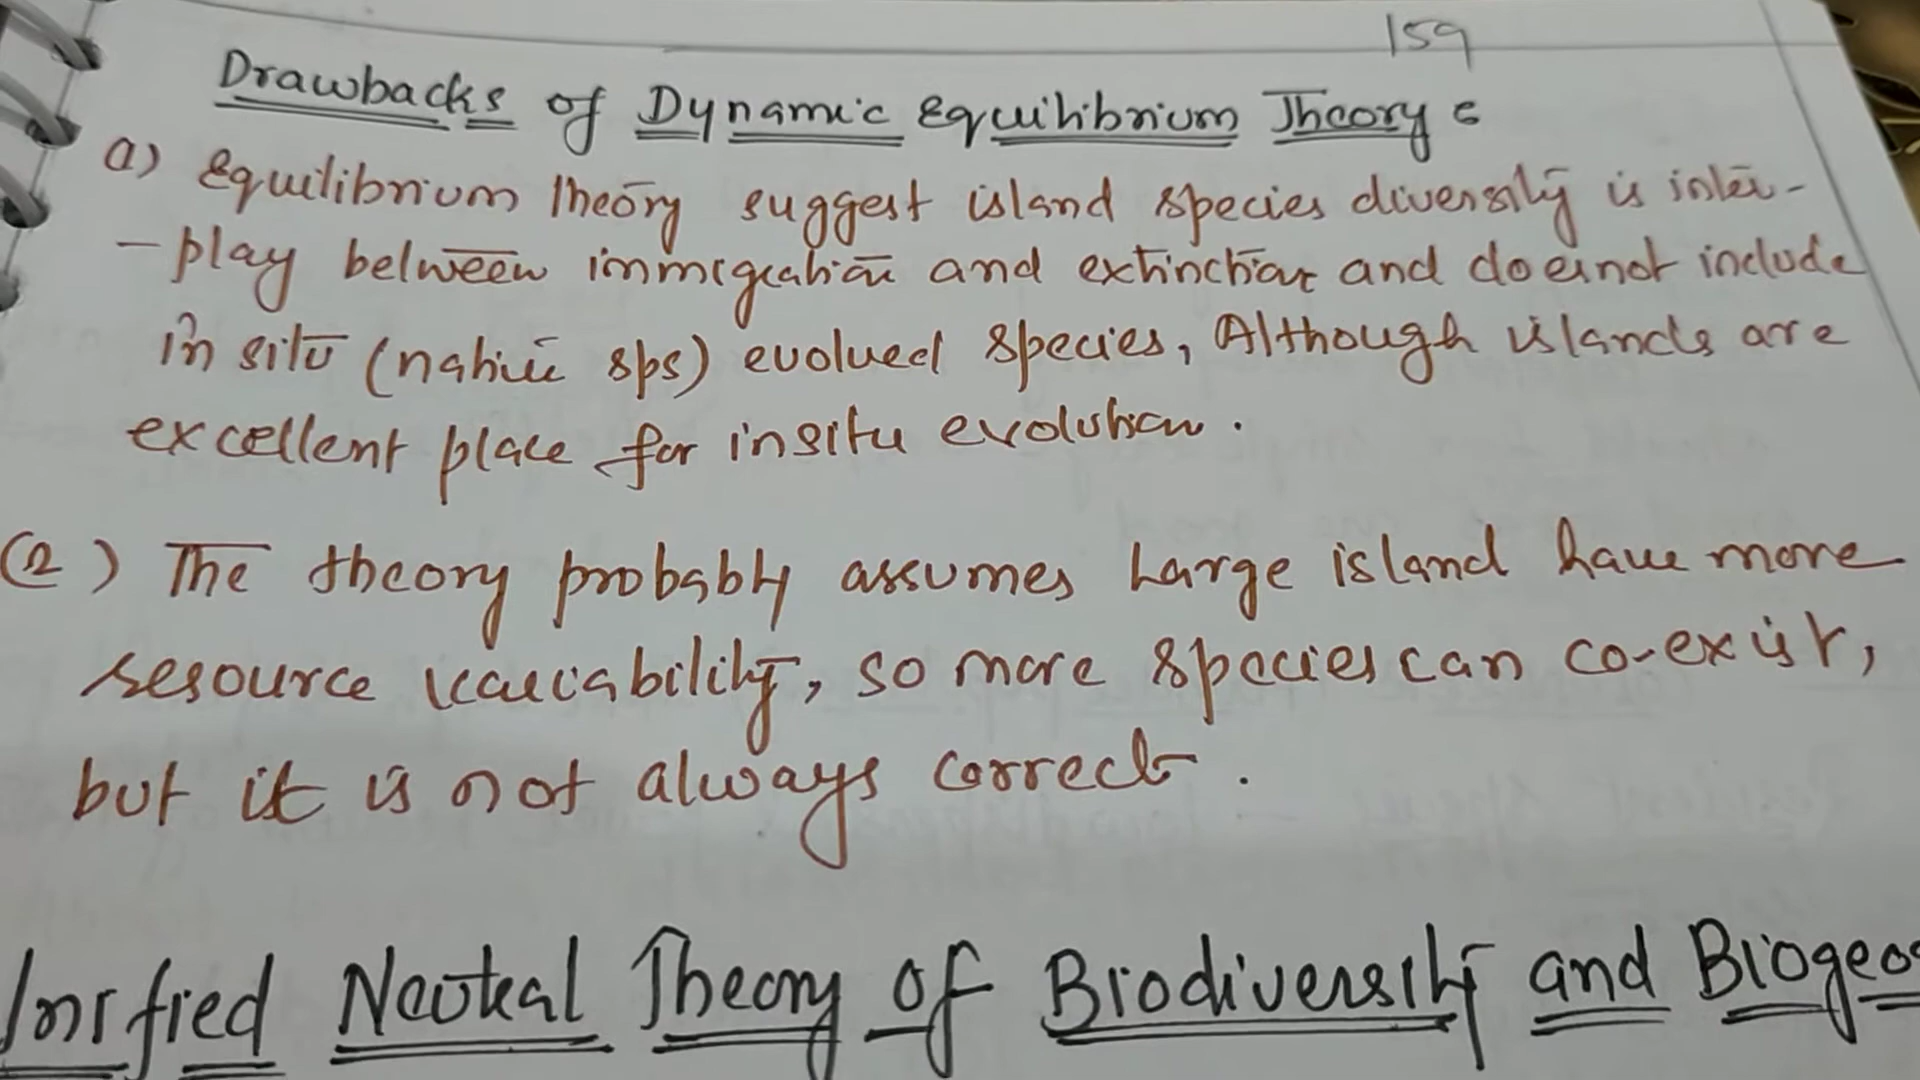 159
Drawbacks of Dynamic Equilibrium Theory :
a) Equilibrium theory suggest island species diversity is inter-
-play between immigration and extinction and doesnot include
in situ (native sps) evolved species, Although islands are
excellent place for insitu evolution.
(2) The theory probably assumes Large island have more
resource variability, so more species can co-exist,
but it is not always correct.
Unified Neutral Theory of Biodiversity and Biogeo